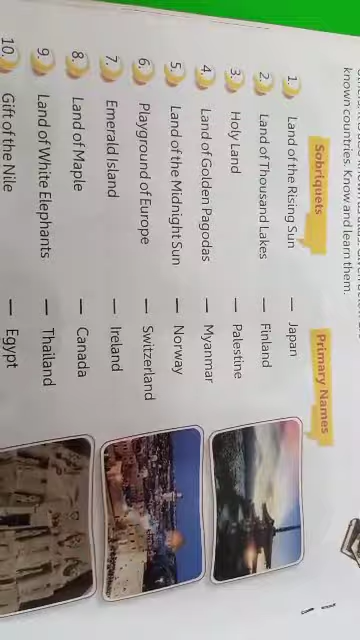 known countries. Know and learn them.
Sobriquets Primary Names
1. Land of the Rising Sun — Japan
2. Land of Thousand Lakes — Finland
3. Holy Land — Palestine
4. Land of Golden Pagodas — Myanmar
5. Land of the Midnight Sun — Norway
6. Playground of Europe — Switzerland
7. Emerald Island — Ireland
8. Land of Maple — Canada
9. Land of White Elephants — Thailand
10. Gift of the Nile — Egypt